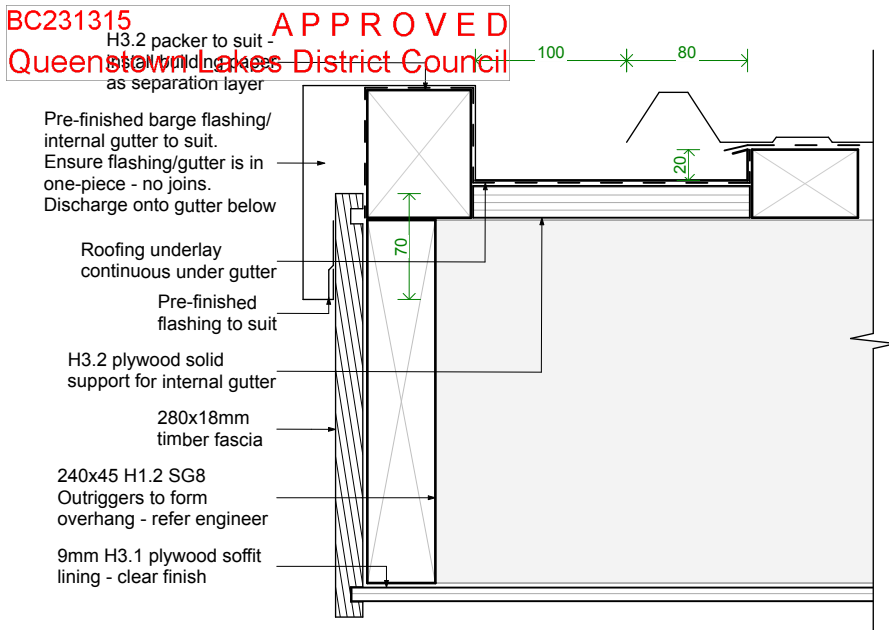 BC231315
A P P R O V E D
Queenstown Lakes District Council
H3.2 packer to suit -
install building paper
as separation layer
100
80
Pre-finished barge flashing/
internal gutter to suit.
Ensure flashing/gutter is in
one-piece - no joins.
Discharge onto gutter below
20
70
Roofing underlay
continuous under gutter
Pre-finished
flashing to suit
H3.2 plywood solid
support for internal gutter
280x18mm
timber fascia
240x45 H1.2 SG8
Outriggers to form
overhang - refer engineer
9mm H3.1 plywood soffit
lining - clear finish